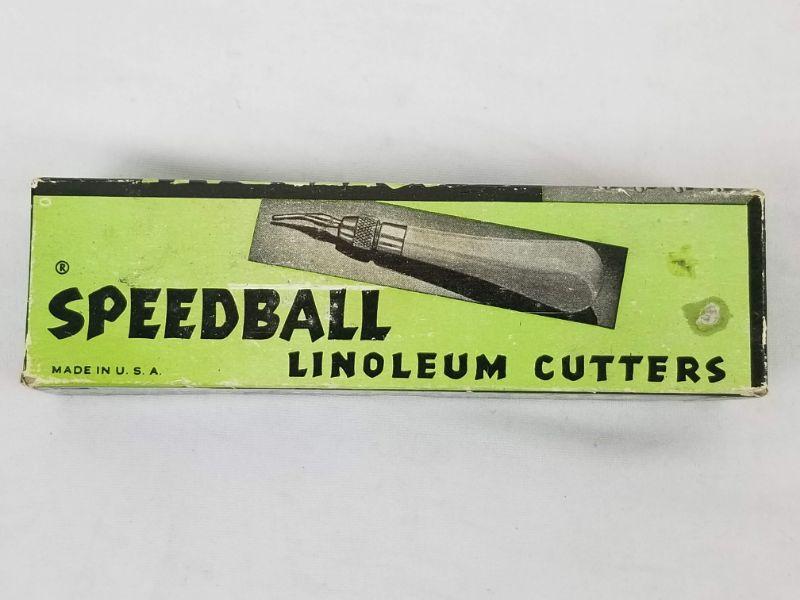 ®
SPEEDBALL
LINOLEUM CUTTERS
MADE IN U. S. A.